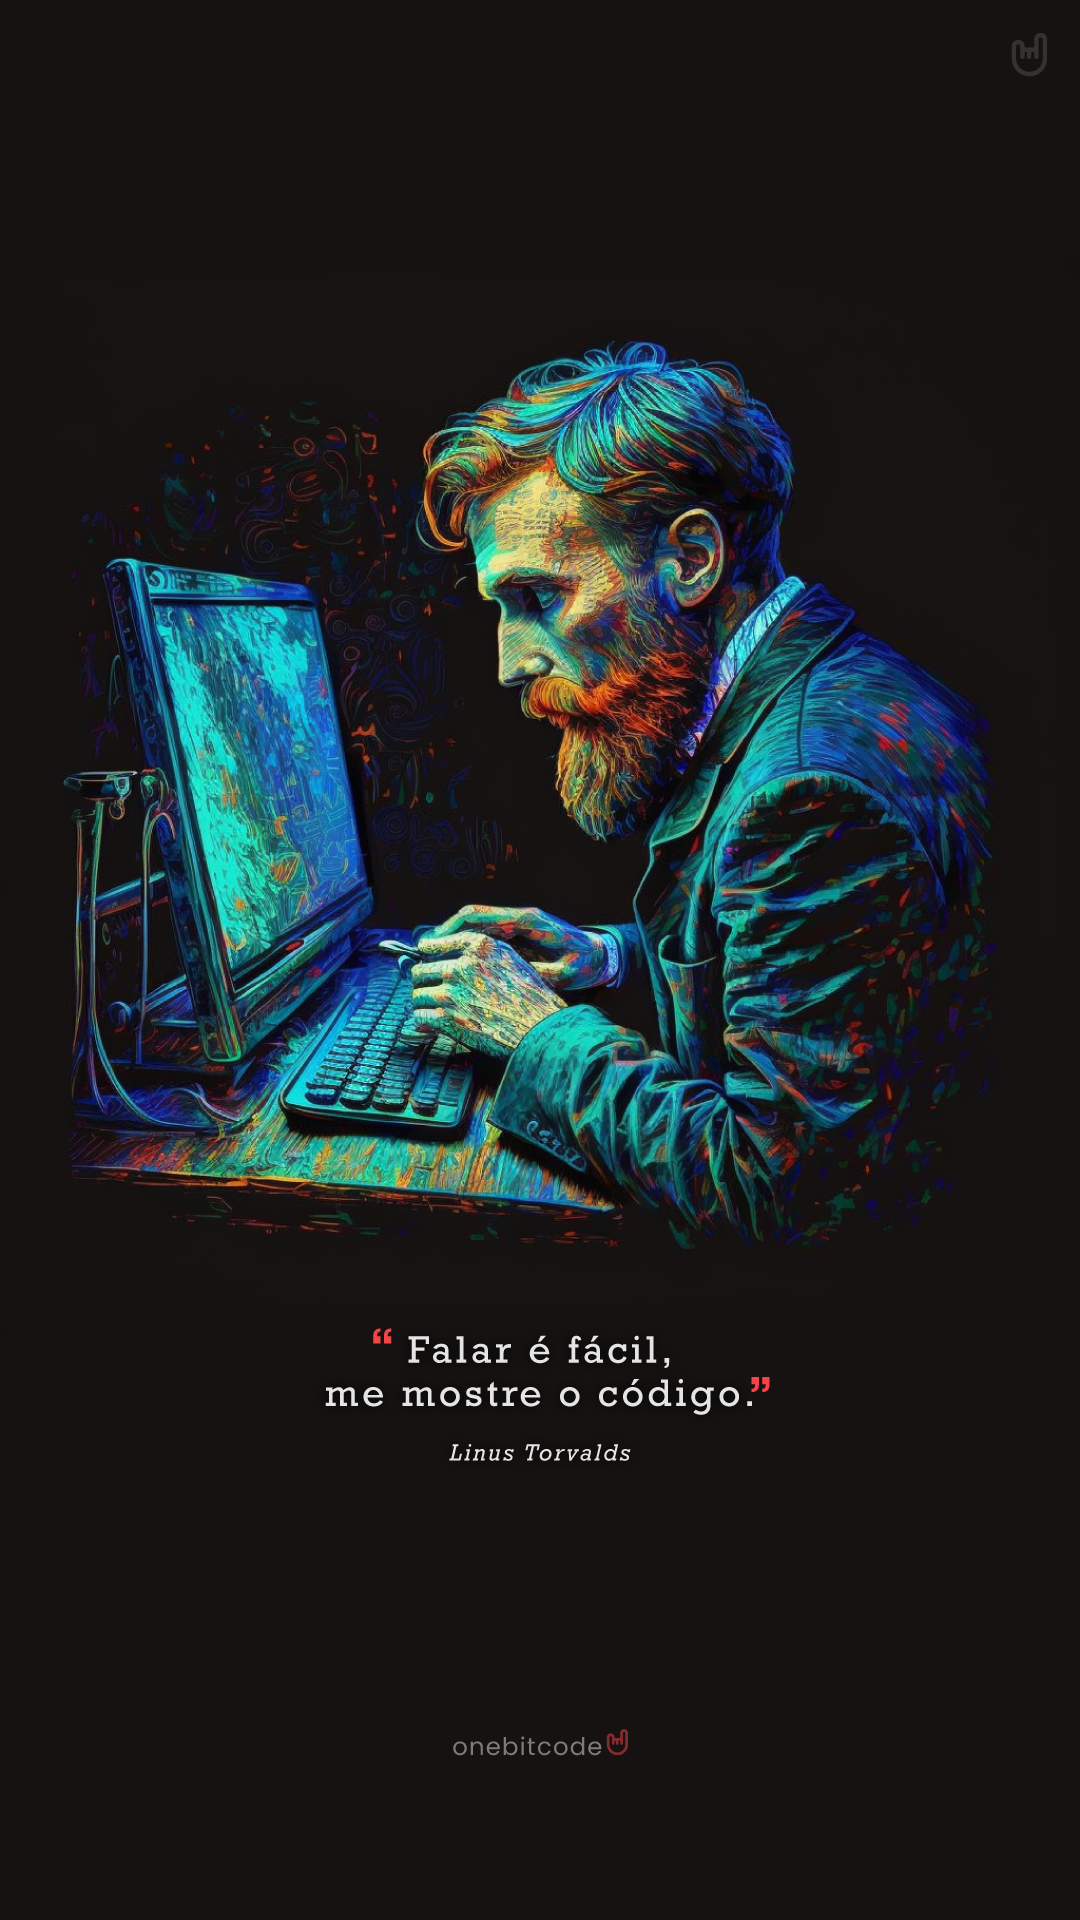 “ Falar é fácil,
me mostre o código.”
Linus Torvalds
onebitcode